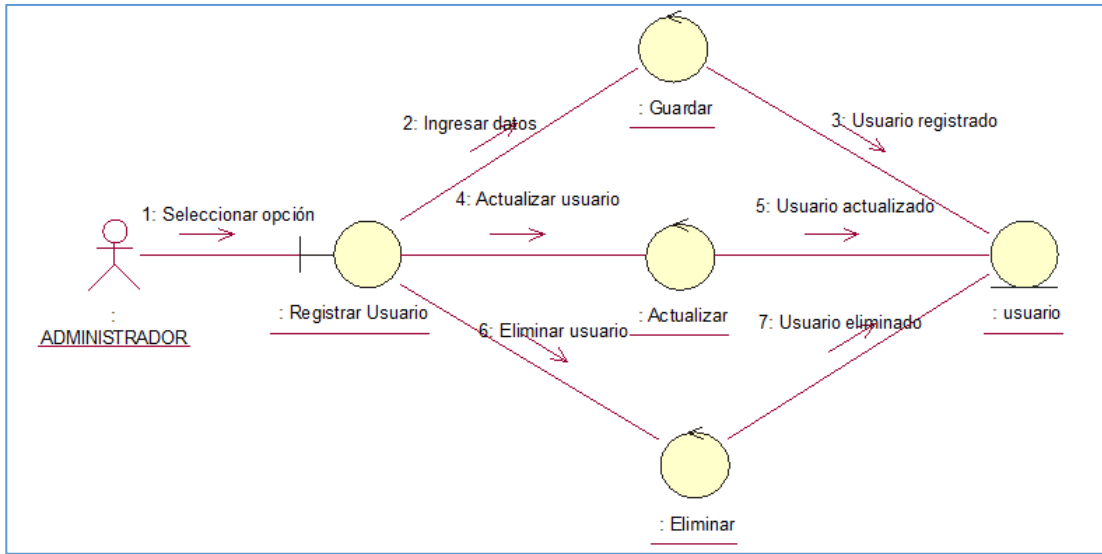 : Guardar
2: Ingresar datos
3: Usuario registrado
1: Seleccionar opción
4: Actualizar usuario
5: Usuario actualizado
:
ADMINISTRADOR
: Registrar Usuario
: Actualizar
: usuario
6: Eliminar usuario
7: Usuario eliminado
: Eliminar